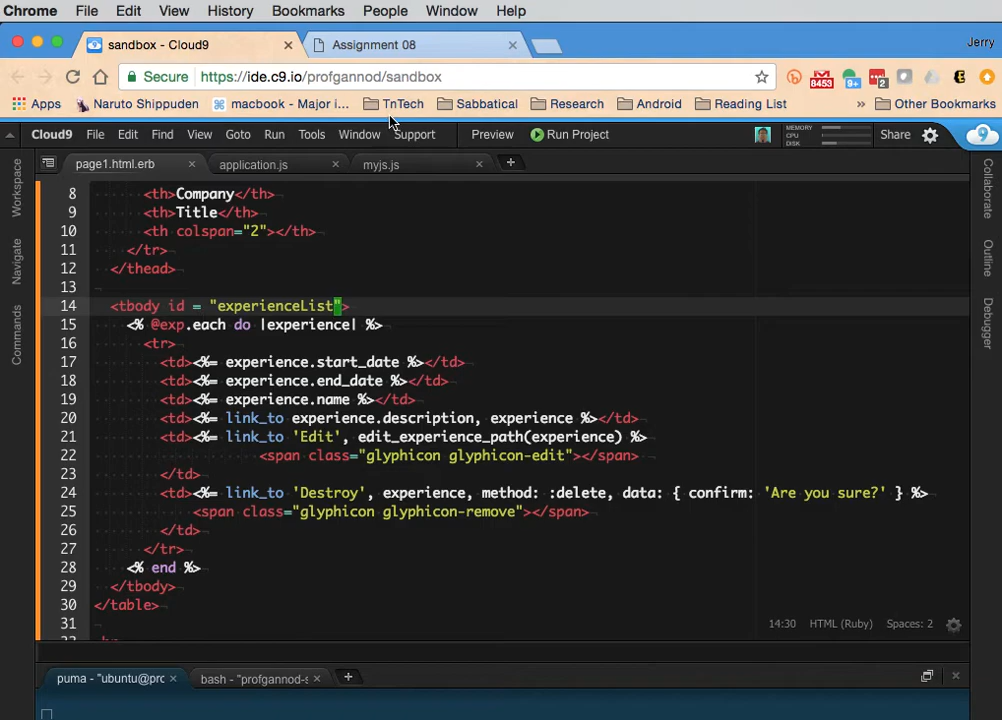 Chrome File Edit View History Bookmarks People Window Help
sandbox - Cloud9 × Assignment 08 × Jerry
Secure https://ide.c9.io/profgannod/sandbox 8453 9+ 2 E
Apps Naruto Shippuden macbook - Major i... TnTech Sabbatical Research Android Reading List » Other Bookmarks
Cloud9 File Edit Find View Goto Run Tools Window Support Preview Run Project MEMORY CPU DISK Share 9
page1.html.erb × application.js × myjs.js × +
Workspace Navigate Commands
Collaborate Outline Debugger
8 <th>Company</th>
9 <th>Title</th>
10 <th colspan="2"></th>
11 </tr>
12 </thead>
13
14 <tbody id = "experienceList">
15 <% @exp.each do |experience| %>
16 <tr>
17 <td><%= experience.start_date %></td>
18 <td><%= experience.end_date %></td>
19 <td><%= experience.name %></td>
20 <td><%= link_to experience.description, experience %></td>
21 <td><%= link_to 'Edit', edit_experience_path(experience) %>
22 <span class="glyphicon glyphicon-edit"></span>
23 </td>
24 <td><%= link_to 'Destroy', experience, method: :delete, data: { confirm: 'Are you sure?' } %>
25 <span class="glyphicon glyphicon-remove"></span>
26 </td>
27 </tr>
28 <% end %>
29 </tbody>
30 </table>
31
14:30 HTML (Ruby) Spaces: 2
puma - "ubuntu@pro × bash - "profgannod-s × +